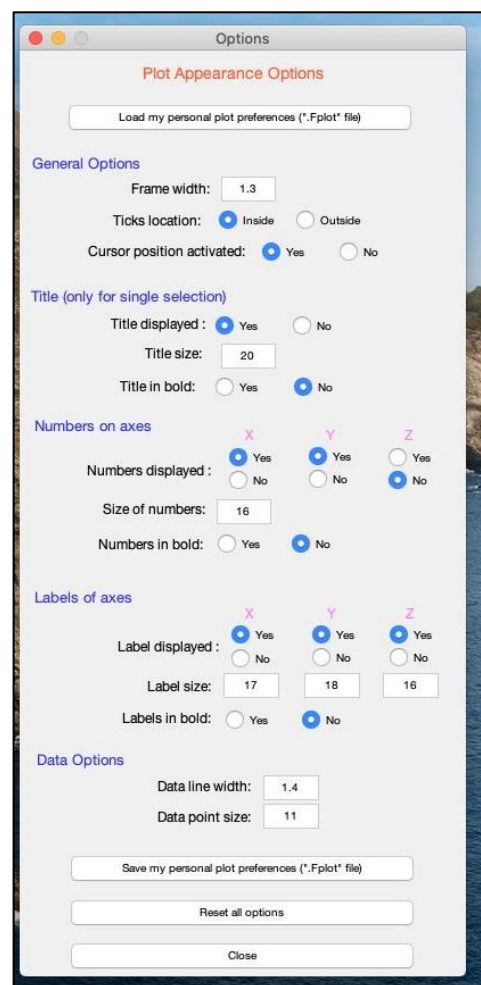 Options
Plot Appearance Options
Load my personal plot preferences (".Fplot" file)
General Options
Frame width: 1.3
Ticks location: Inside Outside
Cursor position activated: Yes No
Title (only for single selection)
Title displayed : Yes No
Title size: 20
Title in bold: Yes No
Numbers on axes
X Y Z
Numbers displayed : Yes Yes Yes
No No No
Size of numbers: 16
Numbers in bold: Yes No
Labels of axes
X Y Z
Label displayed : Yes Yes Yes
No No No
Label size: 17 18 16
Labels in bold: Yes No
Data Options
Data line width: 1.4
Data point size: 11
Save my personal plot preferences (".Fplot" file)
Reset all options
Close